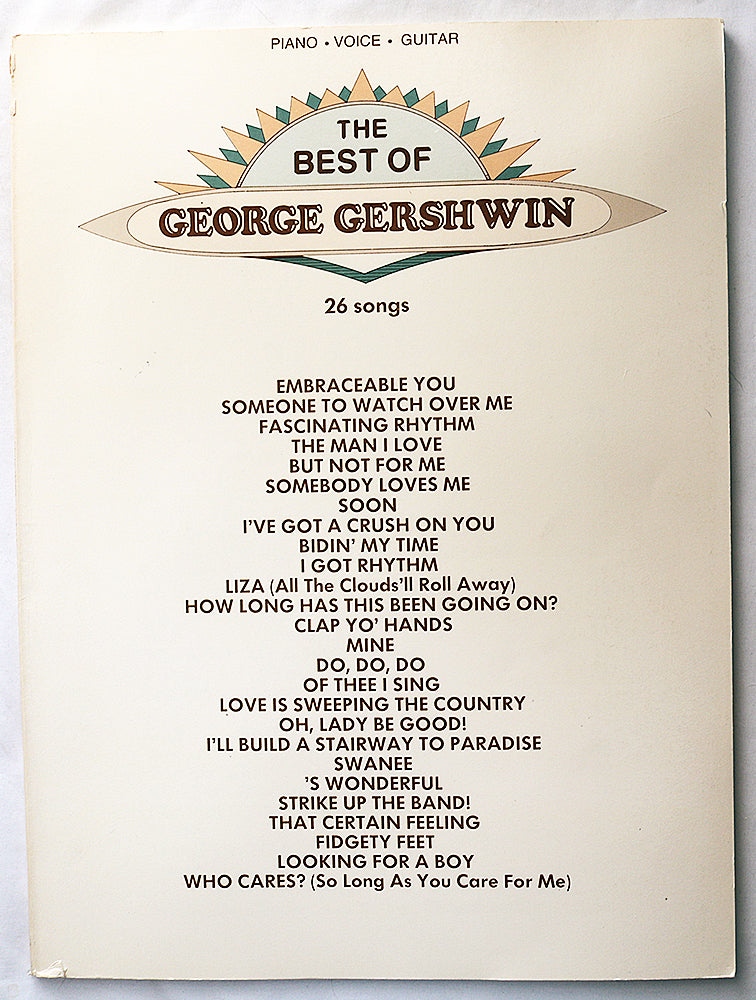 PIANO • VOICE • GUITAR
THE
BEST OF
GEORGE GERSHWIN
26 songs
EMBRACEABLE YOU
SOMEONE TO WATCH OVER ME
FASCINATING RHYTHM
THE MAN I LOVE
BUT NOT FOR ME
SOMEBODY LOVES ME
SOON
I'VE GOT A CRUSH ON YOU
BIDIN' MY TIME
I GOT RHYTHM
LIZA (All The Clouds'll Roll Away)
HOW LONG HAS THIS BEEN GOING ON?
CLAP YO' HANDS
MINE
DO, DO, DO
OF THEE I SING
LOVE IS SWEEPING THE COUNTRY
OH, LADY BE GOOD!
I'LL BUILD A STAIRWAY TO PARADISE
SWANEE
'S WONDERFUL
STRIKE UP THE BAND!
THAT CERTAIN FEELING
FIDGETY FEET
LOOKING FOR A BOY
WHO CARES? (So Long As You Care For Me)